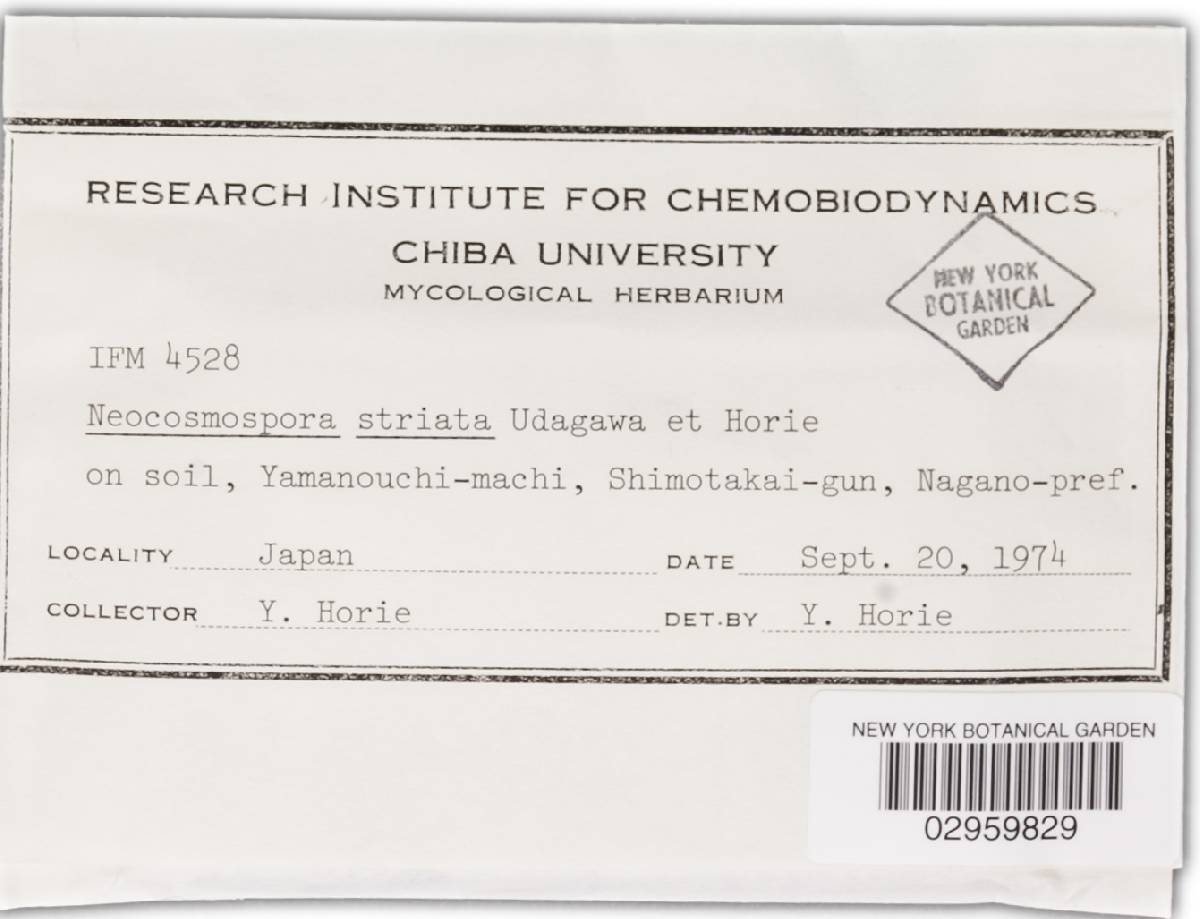 RESEARCH INSTITUTE FOR CHEMOBIODYNAMICS
CHIBA UNIVERSITY
MYCOLOGICAL HERBARIUM
NEW YORK
BOTANICAL
GARDEN
IFM 4528
Neocosmospora striata Udagawa et Horie
on soil, Yamanouchi-machi, Shimotakai-gun, Nagano-pref.
LOCALITY Japan DATE Sept. 20, 1974
COLLECTOR Y. Horie DET.BY Y. Horie
NEW YORK BOTANICAL GARDEN
02959829